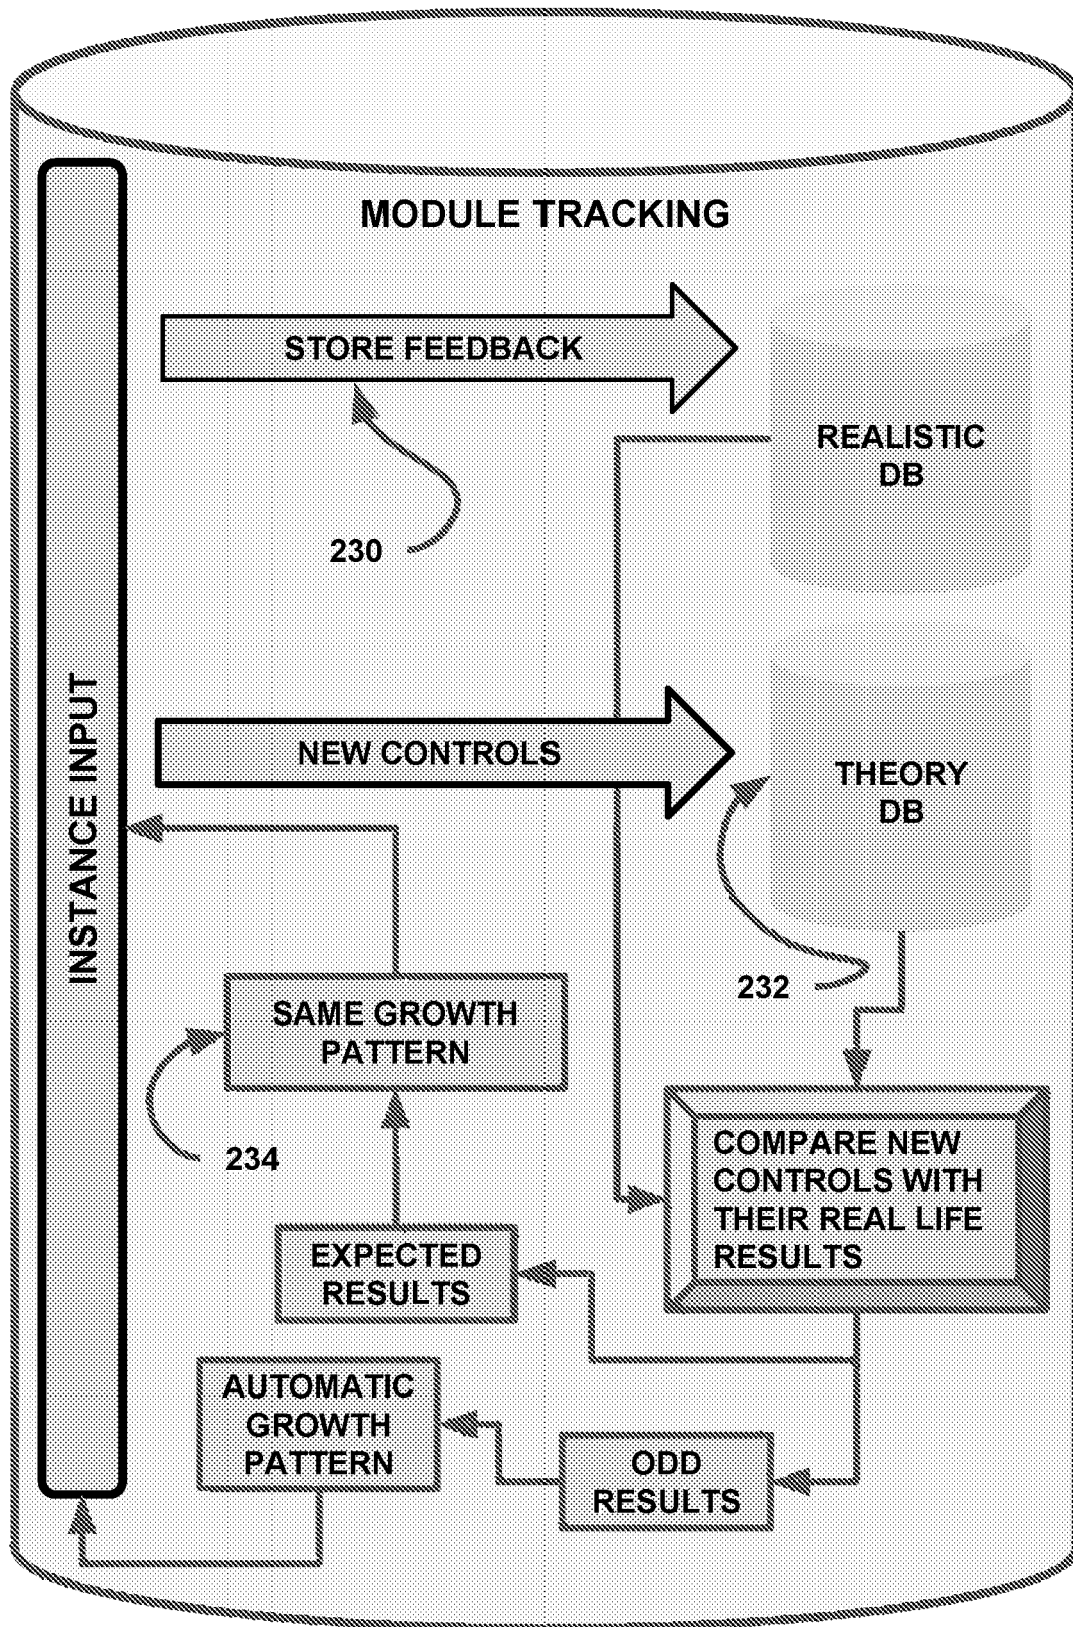 MODULE TRACKING
STORE FEEDBACK
REALISTIC
DB
230
INSTANCE INPUT
NEW CONTROLS
THEORY
DB
232
SAME GROWTH
PATTERN
234
COMPARE NEW
CONTROLS WITH
THEIR REAL LIFE
RESULTS
EXPECTED
RESULTS
AUTOMATIC
GROWTH
PATTERN
ODD
RESULTS